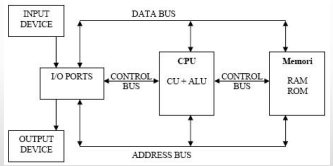 INPUT
DEVICE
DATA BUS
I/O PORTS
CONTROL
BUS
CPU
CU + ALU
CONTROL
BUS
Memori
RAM
ROM
OUTPUT
DEVICE
ADDRESS BUS